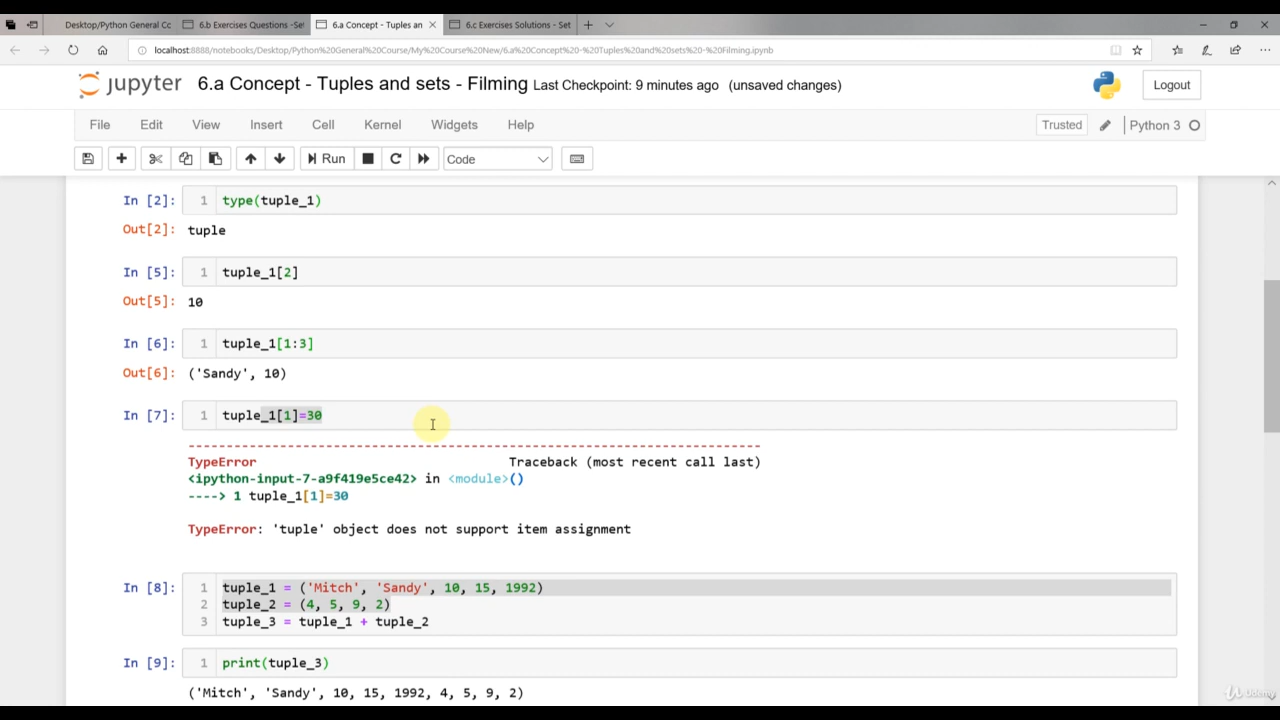 Desktop/Python General Cc
6.b Exercises Questions -Set
6.a Concept - Tuples an
6.c Exercises Solutions - Set
localhost:8888/notebooks/Desktop/Python%20General%20Course/My%20Course%20New/6.a%20Concept%20-%20Tuples%20and%20sets%20-%20Filming.ipynb
jupyter 6.a Concept - Tuples and sets - Filming Last Checkpoint: 9 minutes ago (unsaved changes) Logout
File Edit View Insert Cell Kernel Widgets Help Trusted Python 3
Run Code
In [2]: 1 type(tuple_1)
Out[2]: tuple
In [5]: 1 tuple_1[2]
Out[5]: 10
In [6]: 1 tuple_1[1:3]
Out[6]: ('Sandy', 10)
In [7]: 1 tuple_1[1]=30
---------------------------------------------------------------------------
TypeError Traceback (most recent call last)
<ipython-input-7-a9f419e5ce42> in <module>()
----> 1 tuple_1[1]=30
TypeError: 'tuple' object does not support item assignment
In [8]: 1 tuple_1 = ('Mitch', 'Sandy', 10, 15, 1992)
2 tuple_2 = (4, 5, 9, 2)
3 tuple_3 = tuple_1 + tuple_2
In [9]: 1 print(tuple_3)
('Mitch', 'Sandy', 10, 15, 1992, 4, 5, 9, 2)
Udemy